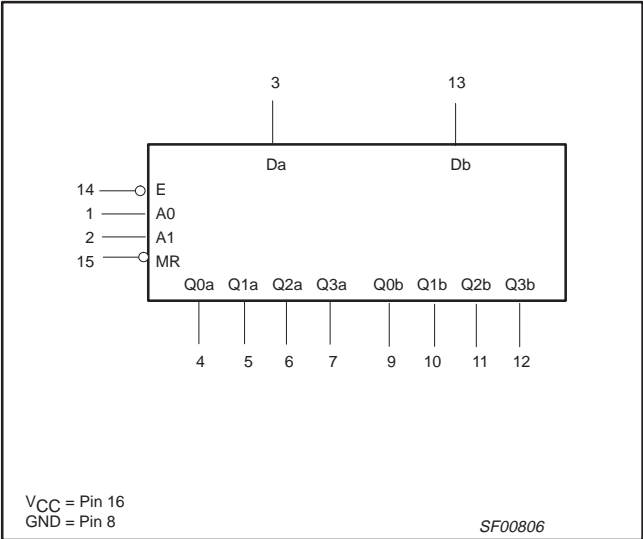 3 13
Da Db
14 E
1 A0
2 A1
15 MR
Q0a Q1a Q2a Q3a Q0b Q1b Q2b Q3b
4 5 6 7 9 10 11 12
VCC = Pin 16
GND = Pin 8
SF00806